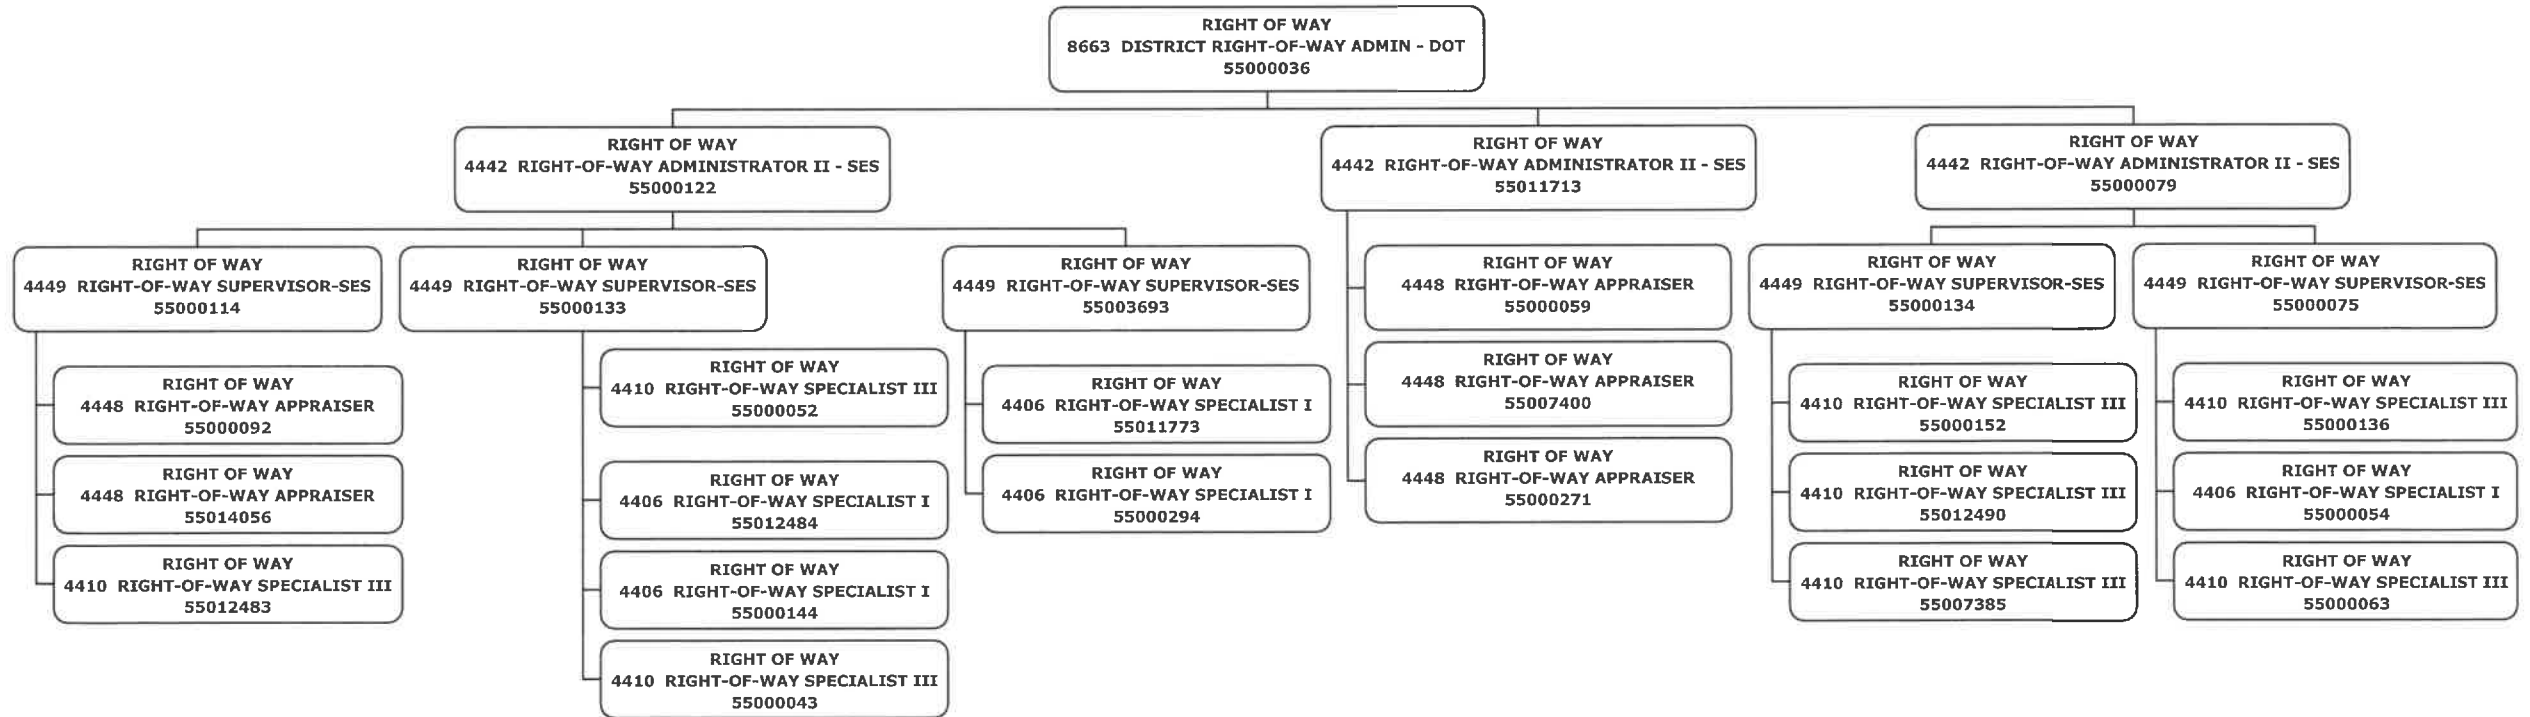 RIGHT OF WAY
8663 DISTRICT RIGHT-OF-WAY ADMIN - DOT
55000036
RIGHT OF WAY
4442 RIGHT-OF-WAY ADMINISTRATOR II - SES
55000122
RIGHT OF WAY
4449 RIGHT-OF-WAY SUPERVISOR-SES
55000114
RIGHT OF WAY
4448 RIGHT-OF-WAY APPRAISER
55000092
RIGHT OF WAY
4448 RIGHT-OF-WAY APPRAISER
55014056
RIGHT OF WAY
4410 RIGHT-OF-WAY SPECIALIST III
55012483
RIGHT OF WAY
4449 RIGHT-OF-WAY SUPERVISOR-SES
55000133
RIGHT OF WAY
4410 RIGHT-OF-WAY SPECIALIST III
55000052
RIGHT OF WAY
4406 RIGHT-OF-WAY SPECIALIST I
55012484
RIGHT OF WAY
4406 RIGHT-OF-WAY SPECIALIST I
55000144
RIGHT OF WAY
4410 RIGHT-OF-WAY SPECIALIST III
55000043
RIGHT OF WAY
4449 RIGHT-OF-WAY SUPERVISOR-SES
55003693
RIGHT OF WAY
4406 RIGHT-OF-WAY SPECIALIST I
55011773
RIGHT OF WAY
4406 RIGHT-OF-WAY SPECIALIST I
55000294
RIGHT OF WAY
4442 RIGHT-OF-WAY ADMINISTRATOR II - SES
55011713
RIGHT OF WAY
4448 RIGHT-OF-WAY APPRAISER
55000059
RIGHT OF WAY
4448 RIGHT-OF-WAY APPRAISER
55007400
RIGHT OF WAY
4448 RIGHT-OF-WAY APPRAISER
55000271
RIGHT OF WAY
4442 RIGHT-OF-WAY ADMINISTRATOR II - SES
55000079
RIGHT OF WAY
4449 RIGHT-OF-WAY SUPERVISOR-SES
55000134
RIGHT OF WAY
4410 RIGHT-OF-WAY SPECIALIST III
55000152
RIGHT OF WAY
4410 RIGHT-OF-WAY SPECIALIST III
55012490
RIGHT OF WAY
4410 RIGHT-OF-WAY SPECIALIST III
55007385
RIGHT OF WAY
4449 RIGHT-OF-WAY SUPERVISOR-SES
55000075
RIGHT OF WAY
4410 RIGHT-OF-WAY SPECIALIST III
55000136
RIGHT OF WAY
4406 RIGHT-OF-WAY SPECIALIST I
55000054
RIGHT OF WAY
4410 RIGHT-OF-WAY SPECIALIST III
55000063